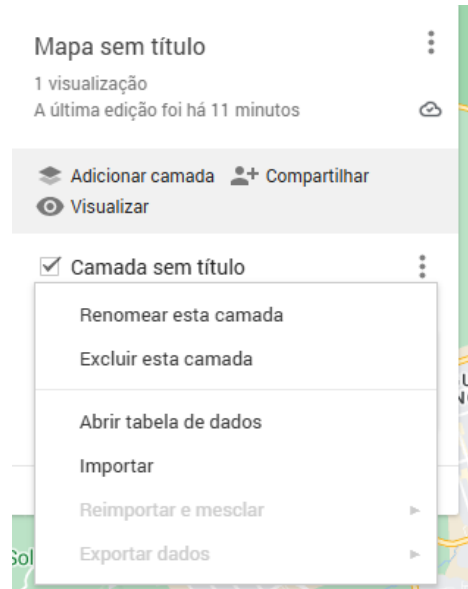 Mapa sem título
1 visualização
A última edição foi há 11 minutos
Adicionar camada Compartilhar
Visualizar
Camada sem título
Renomear esta camada
Excluir esta camada
Abrir tabela de dados
Importar
Reimportar e mesclar
Exportar dados
Sol